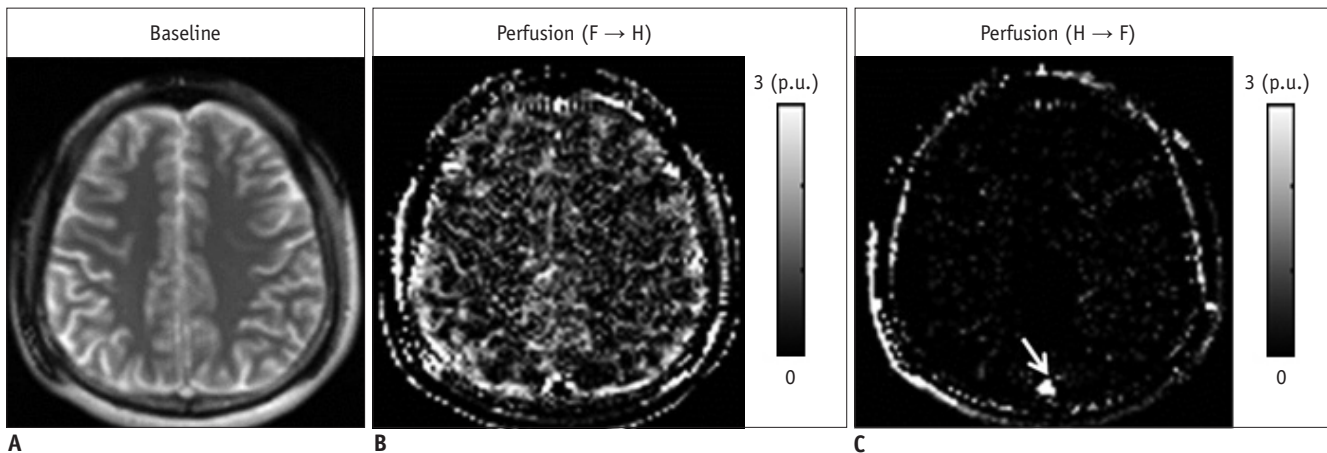 Baseline
Perfusion (F → H)
Perfusion (H → F)
3 (p.u.)
0
3 (p.u.)
0
A
B
C